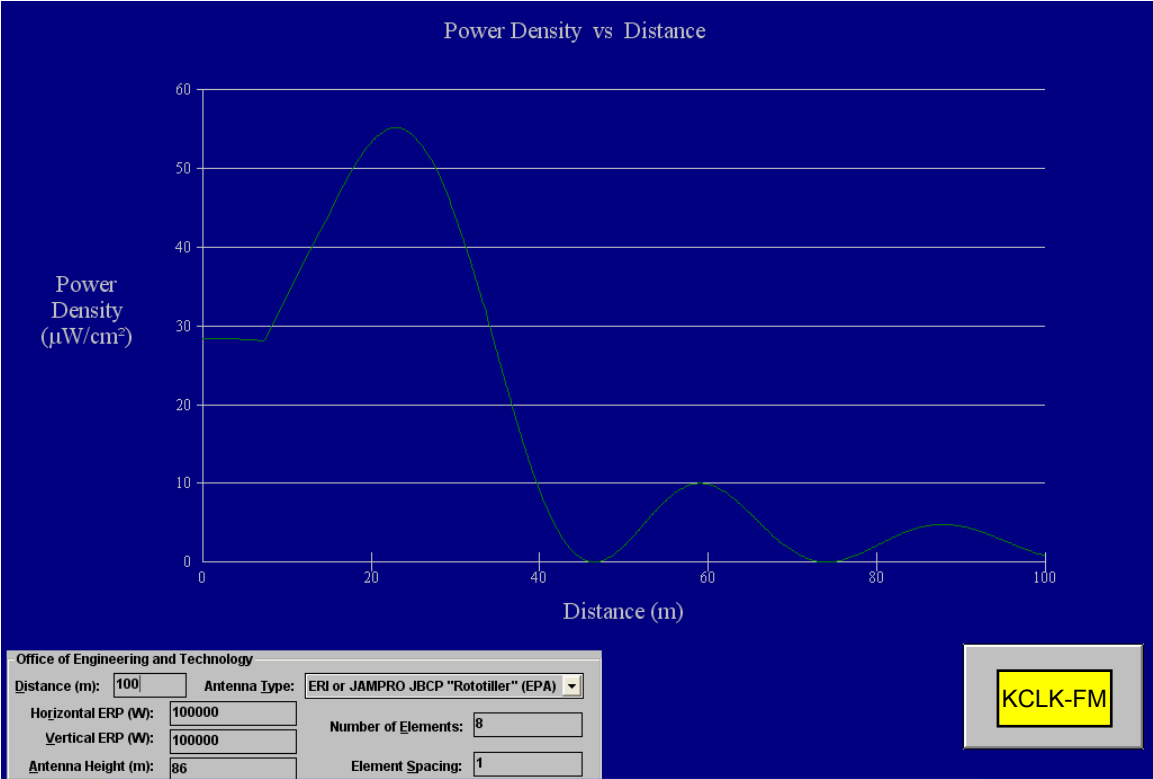 Power Density vs Distance
60
50
40
30
20
10
0
Power
Density
(µW/cm²)
0 20 40 60 80 100
Distance (m)
Office of Engineering and Technology
Distance (m): 100 Antenna Type: ERI or JAMPRO JBCP "Rototiller" (EPA)
Horizontal ERP (W): 100000
Number of Elements: 8
Vertical ERP (W): 100000
Antenna Height (m): 86 Element Spacing: 1
KCLK-FM